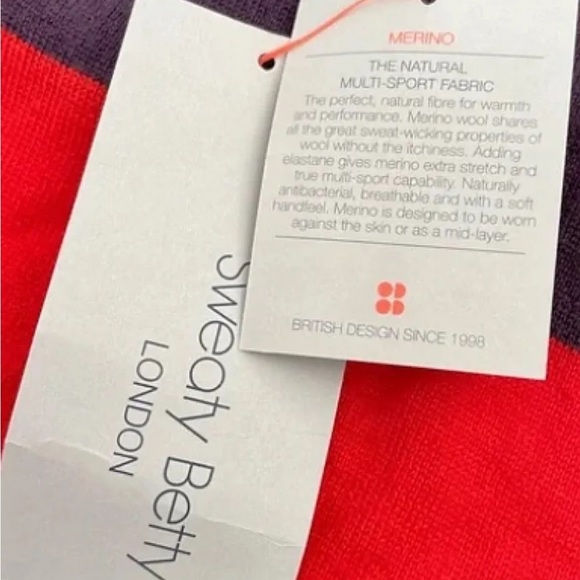 MERINO
THE NATURAL
MULTI-SPORT FABRIC
The perfect, natural fibre for warmth
and performance. Merino wool shares
all the great sweat-wicking properties of
wool without the itchiness. Adding
elastane gives merino extra stretch and
true multi-sport capability. Naturally
antibacterial, breathable and with a soft
handfeel. Merino is designed to be worn
against the skin or as a mid-layer.
BRITISH DESIGN SINCE 1998
Sweaty Betty
LONDON